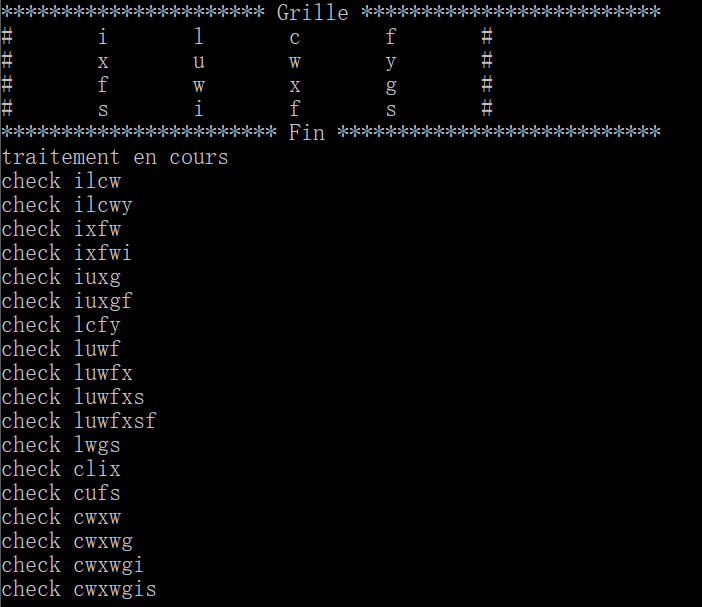 ********************** Grille *************************
# i l c f #
# x u w y #
# f w x g #
# s i f s #
*********************** Fin ***************************
traitement en cours
check ilcw
check ilcwy
check ixfw
check ixfwi
check iuxg
check iuxgf
check lcfy
check luwf
check luwfx
check luwfxs
check luwfxsf
check lwgs
check clix
check cufs
check cwxw
check cwxwg
check cwxwgi
check cwxwgis